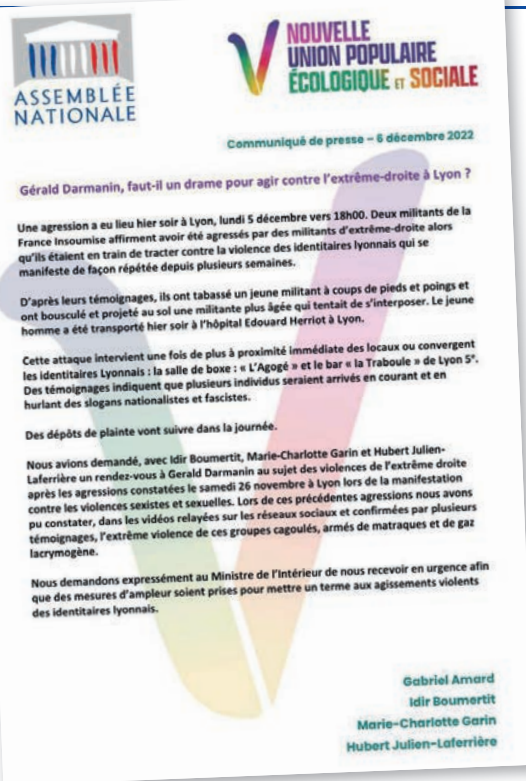 ASSEMBLÉE
NATIONALE
NOUVELLE
UNION POPULAIRE
ÉCOLOGIQUE ET SOCIALE
Communiqué de presse – 6 décembre 2022
Gérald Darmanin, faut-il un drame pour agir contre l'extrême-droite à Lyon ?
Une agression a eu lieu hier soir à Lyon, lundi 5 décembre vers 18h00. Deux militants de la
France Insoumise affirment avoir été agressés par des militants d'extrême-droite alors
qu'ils étaient en train de tracter contre la violence des identitaires lyonnais qui se
manifeste de façon répétée depuis plusieurs semaines.
D'après leurs témoignages, ils ont tabassé un jeune militant à coups de pieds et poings et
ont bousculé et projeté au sol une militante plus âgée qui tentait de s'interposer. Le jeune
homme a été transporté hier soir à l'hôpital Edouard Herriot à Lyon.
Cette attaque intervient une fois de plus à proximité immédiate des locaux ou convergent
les identitaires Lyonnais : la salle de boxe : « L'Agogé » et le bar « la Traboule » de Lyon 5°.
Des témoignages indiquent que plusieurs individus seraient arrivés en courant et en
hurlant des slogans nationalistes et fascistes.
Des dépôts de plainte vont suivre dans la journée.
Nous avions demandé, avec Idir Boumertit, Marie-Charlotte Garin et Hubert Julien-
Laferrière un rendez-vous à Gerald Darmanin au sujet des violences de l'extrême droite
après les agressions constatées le samedi 26 novembre à Lyon lors de la manifestation
contre les violences sexistes et sexuelles. Lors de ces précédentes agressions nous avons
pu constater, dans les vidéos relayées sur les réseaux sociaux et confirmées par plusieurs
témoignages, l'extrême violence de ces groupes cagoulés, armés de matraques et de gaz
lacrymogène.
Nous demandons expressément au Ministre de l'Intérieur de nous recevoir en urgence afin
que des mesures d'ampleur soient prises pour mettre un terme aux agissements violents
des identitaires lyonnais.
Gabriel Amard
Idir Boumertit
Marie-Charlotte Garin
Hubert Julien-Laferrière